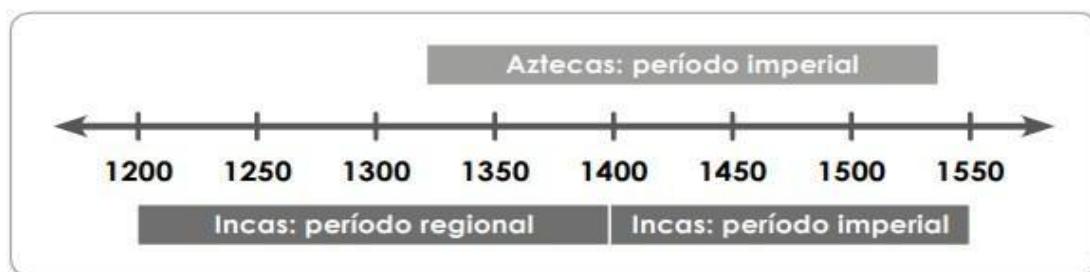 Aztecas: período imperial
1200 1250 1300 1350 1400 1450 1500 1550
Incas: período regional Incas: período imperial